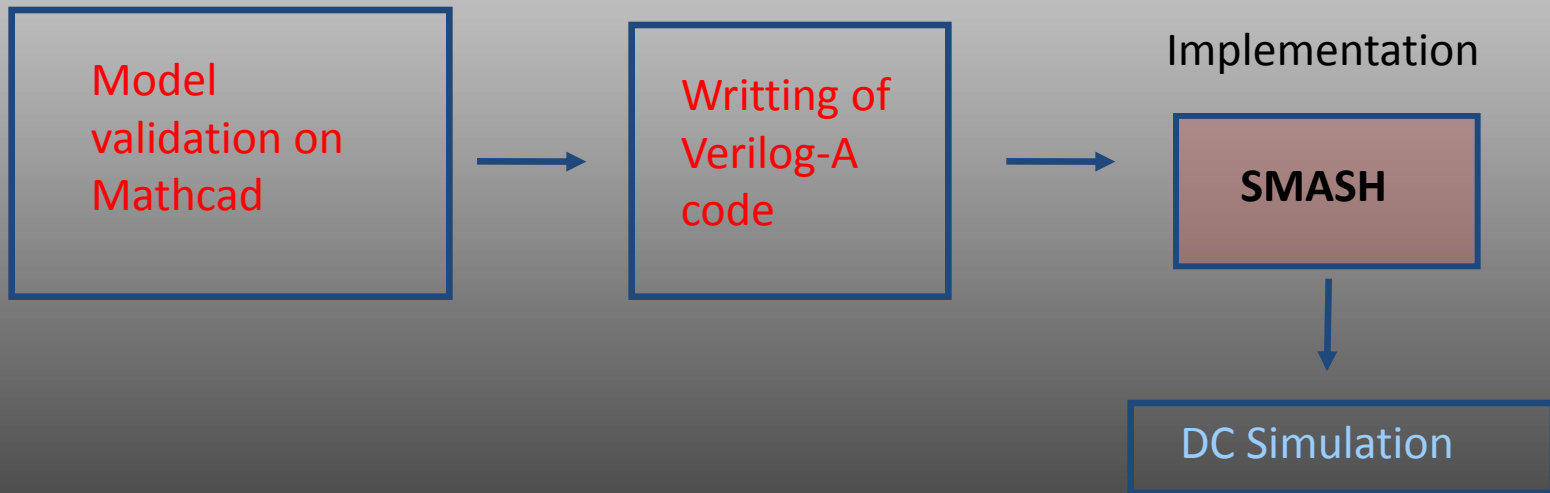 Model
validation on
Mathcad
Writting of
Verilog-A
code
Implementation
SMASH
DC Simulation